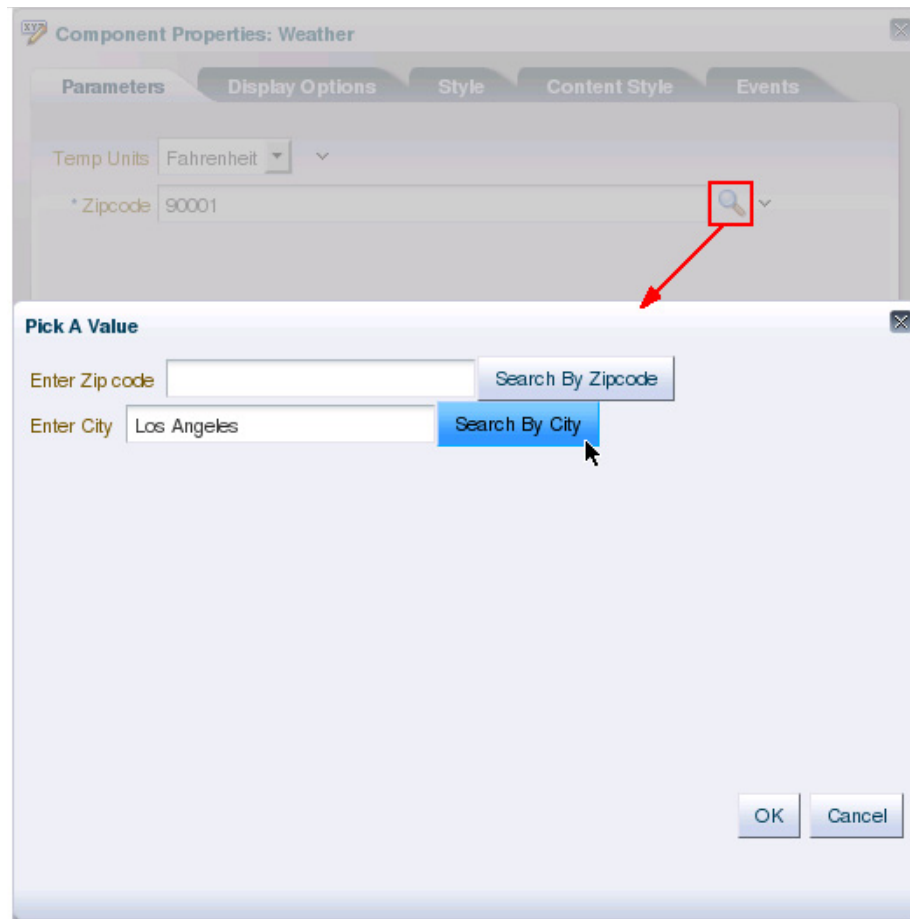 Component Properties: Weather
Parameters Display Options Style Content Style Events
Temp Units Fahrenheit
* Zipcode 90001
Pick A Value
Enter Zip code Search By Zipcode
Enter City Los Angeles Search By City
OK Cancel